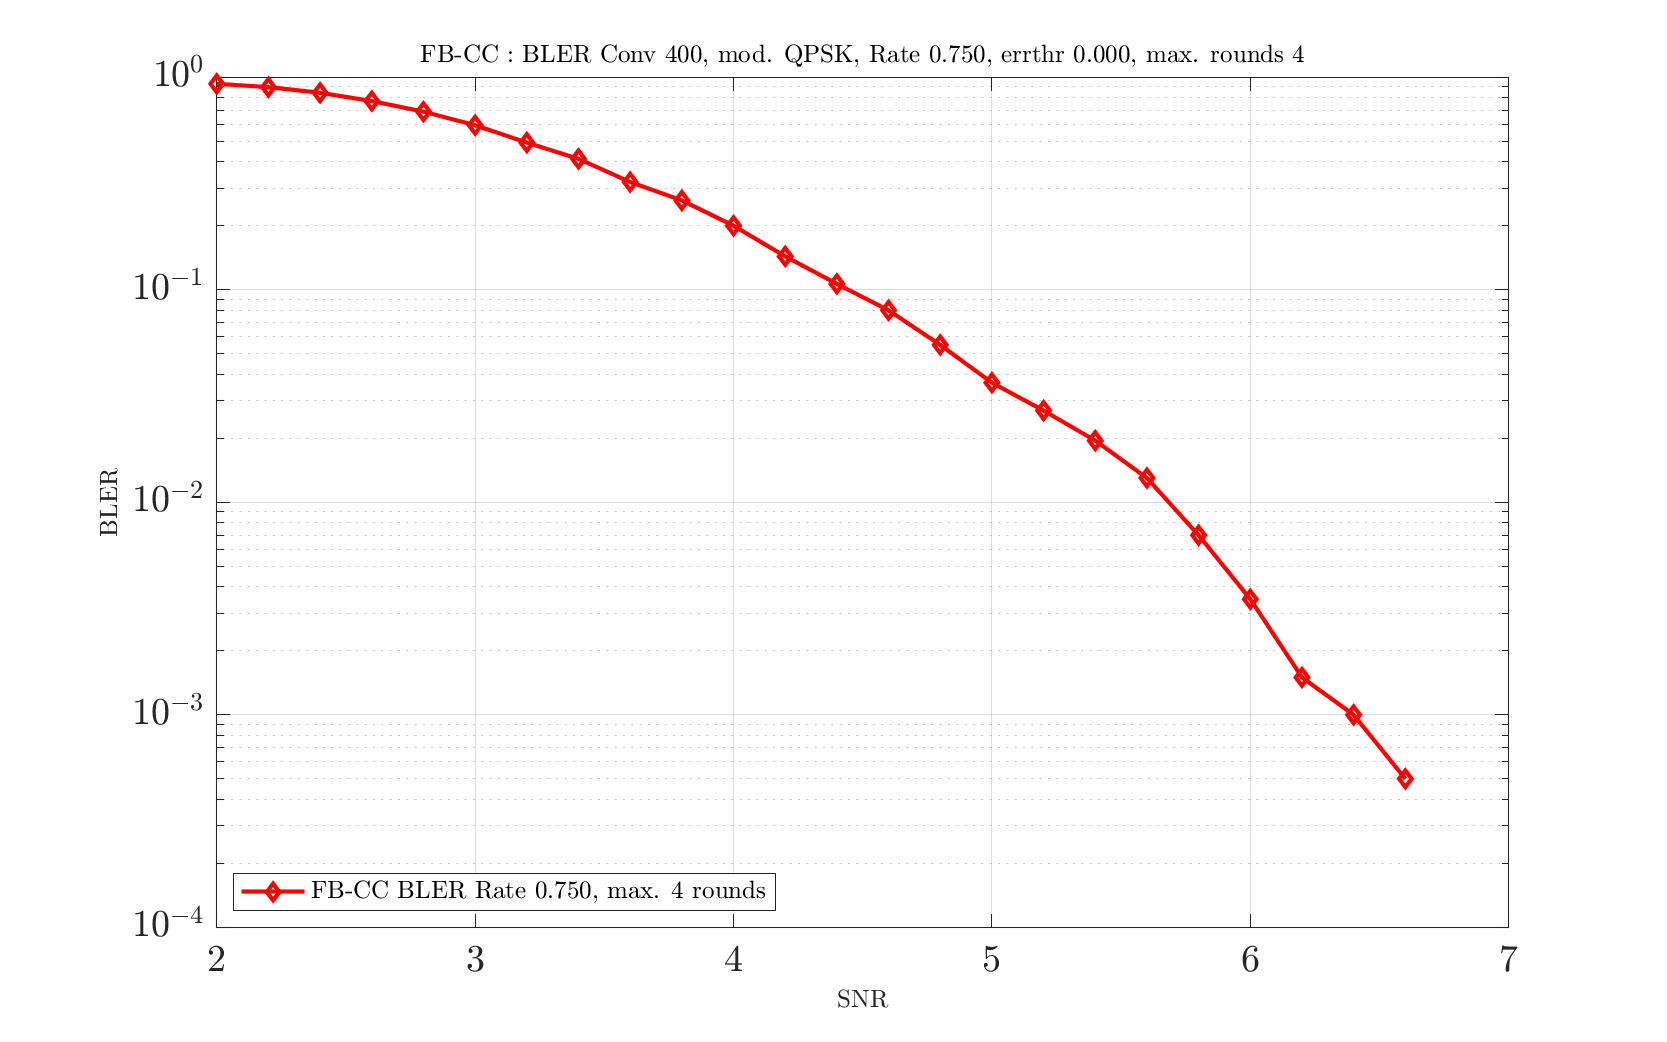 FB-CC : BLER Conv 400, mod. QPSK, Rate 0.750, errthr 0.000, max. rounds 4
10⁰
10⁻¹
10⁻²
10⁻³
10⁻⁴
BLER
FB-CC BLER Rate 0.750, max. 4 rounds
2 3 4 5 6 7
SNR